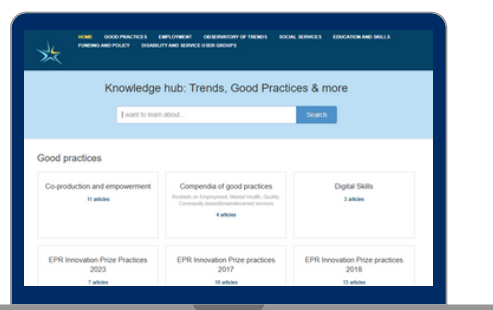 HOME GOOD PRACTICES EMPLOYMENT OBSERVATORY OF TRENDS SOCIAL SERVICES EDUCATION AND SKILLS
FUNDING AND POLICY DISABILITY AND SERVICE USER GROUPS
Knowledge hub: Trends, Good Practices & more
I want to learn about...
Search
Good practices
Co-production and empowerment
11 articles
Compendia of good practices
Booklets on Employment, Mental Health, Quality,
services
4 articles
Digital Skills
3 articles
EPR Innovation Prize Practices
2023
7 articles
EPR Innovation Prize practices
2017
10 articles
EPR Innovation Prize practices
2018
13 articles